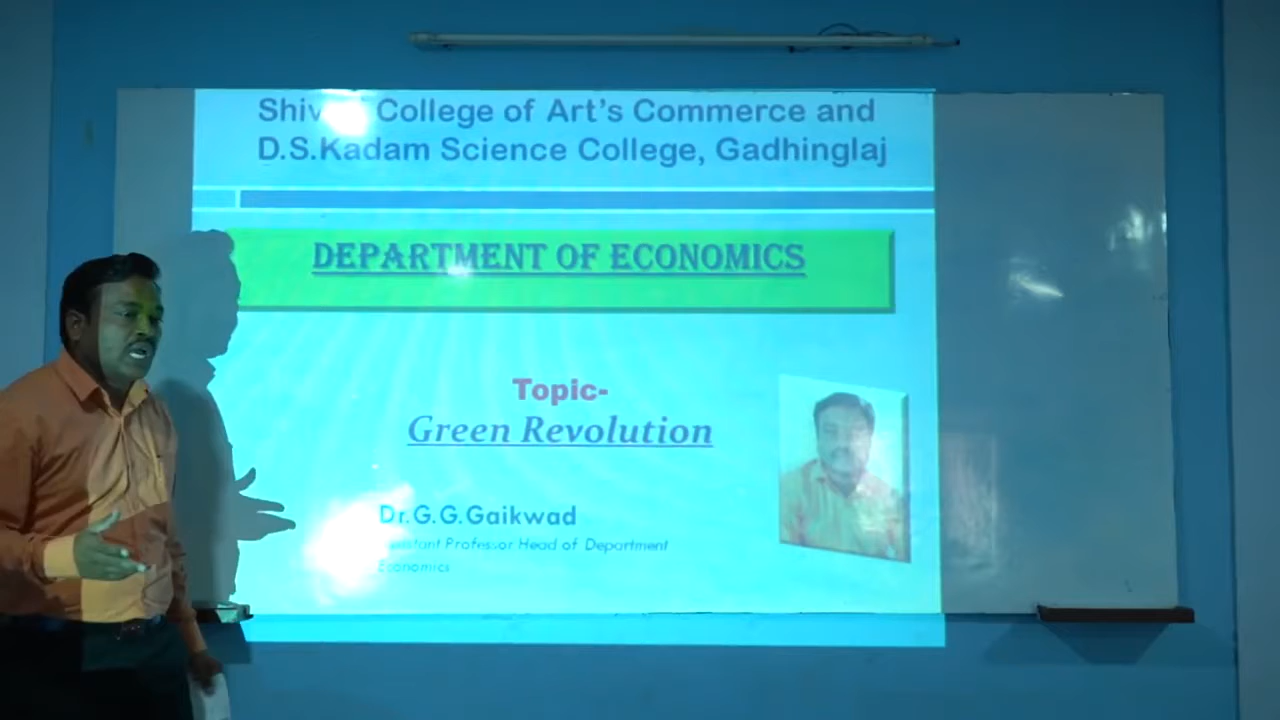 College of Art's Commerce and
D.S.Kadam Science College, Gadhinglaj
DEPARTMENT OF ECONOMICS
Topic-
Green Revolution
Dr.G.G.Gaikwad
Professor Head of Department
Economics